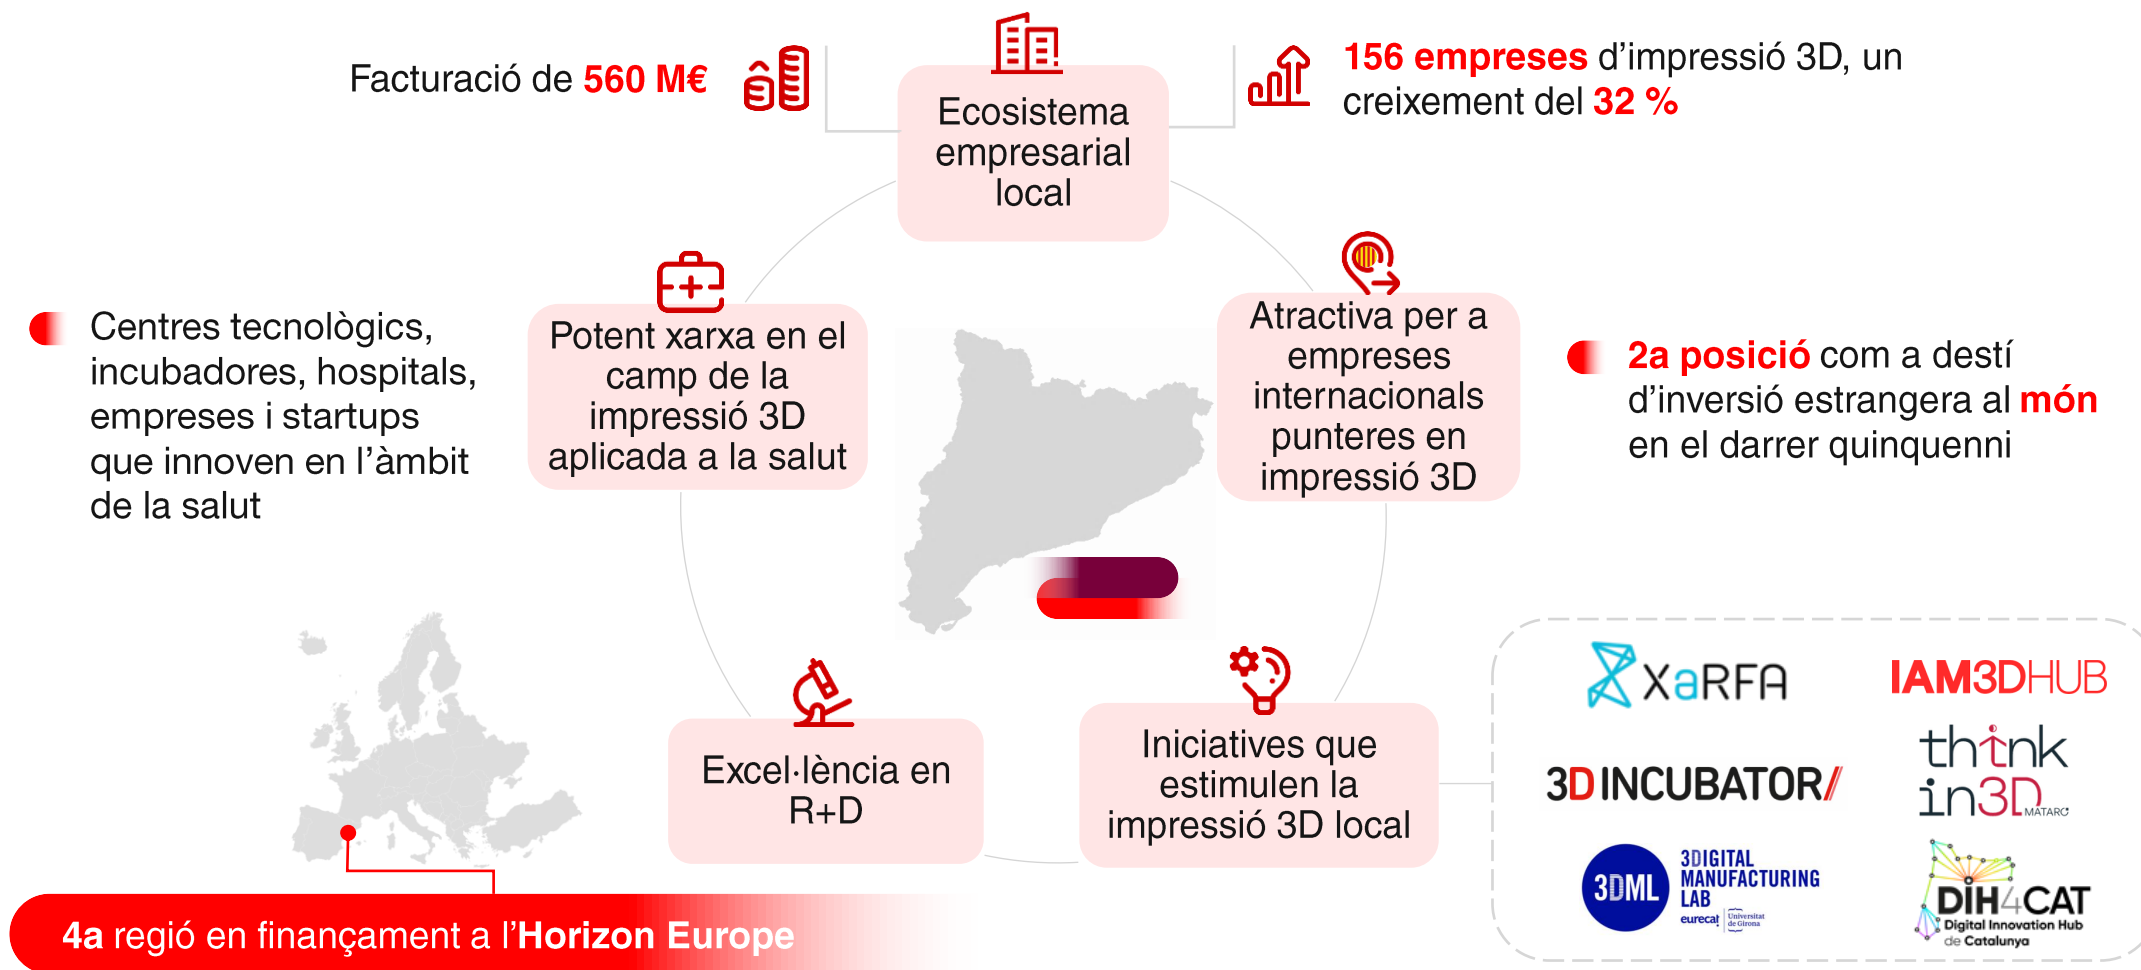 Facturació de 560 M€
156 empreses d’impressió 3D, un
creixement del 32 %
Ecosistema
empresarial
local
Centres tecnològics,
incubadores, hospitals,
empreses i startups
que innoven en l’àmbit
de la salut
Potent xarxa en el
camp de la
impressió 3D
aplicada a la salut
Atractiva per a
empreses
internacionals
punteres en
impressió 3D
2a posició com a destí
d’inversió estrangera al món
en el darrer quinquenni
Excel·lència en
R+D
Iniciatives que
estimulen la
impressió 3D local
XaRFA
IAM3DHUB
3D INCUBATOR/
think
in3D
MATARÓ
3DML
3DIGITAL
MANUFACTURING
LAB
eurecat
Universitat
de Girona
DIH4CAT
Digital Innovation Hub
de Catalunya
4a regió en finançament a l’Horizon Europe